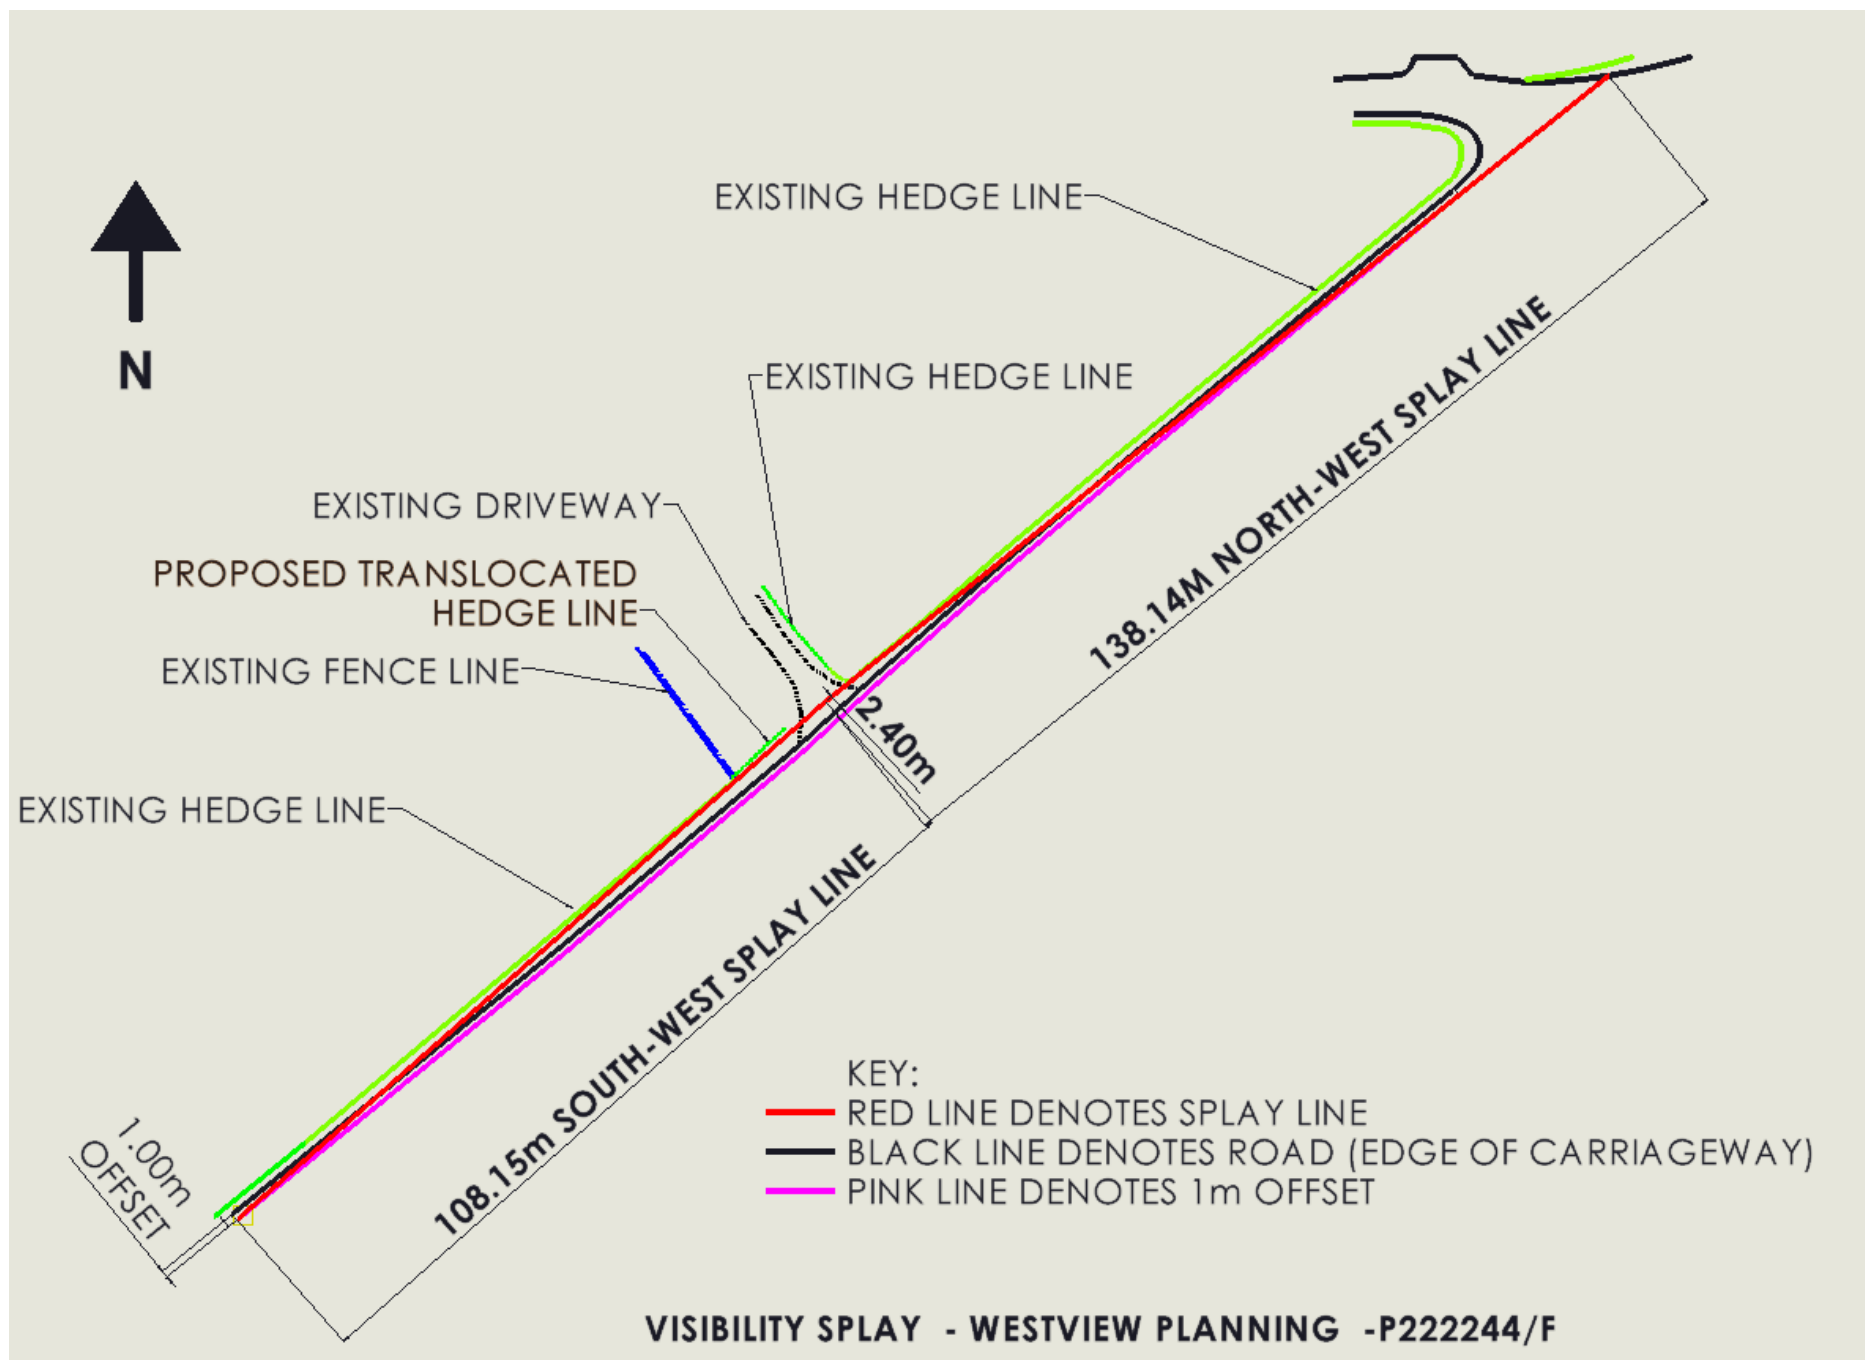 EXISTING HEDGE LINE
N
EXISTING HEDGE LINE
EXISTING DRIVEWAY
PROPOSED TRANSLOCATED
HEDGE LINE
EXISTING FENCE LINE
EXISTING HEDGE LINE
138.14M NORTH-WEST SPLAY LINE
2.40m
108.15m SOUTH-WEST SPLAY LINE
1.00m
OFFSET
KEY:
RED LINE DENOTES SPLAY LINE
BLACK LINE DENOTES ROAD (EDGE OF CARRIAGEWAY)
PINK LINE DENOTES 1m OFFSET
VISIBILITY SPLAY - WESTVIEW PLANNING -P222244/F